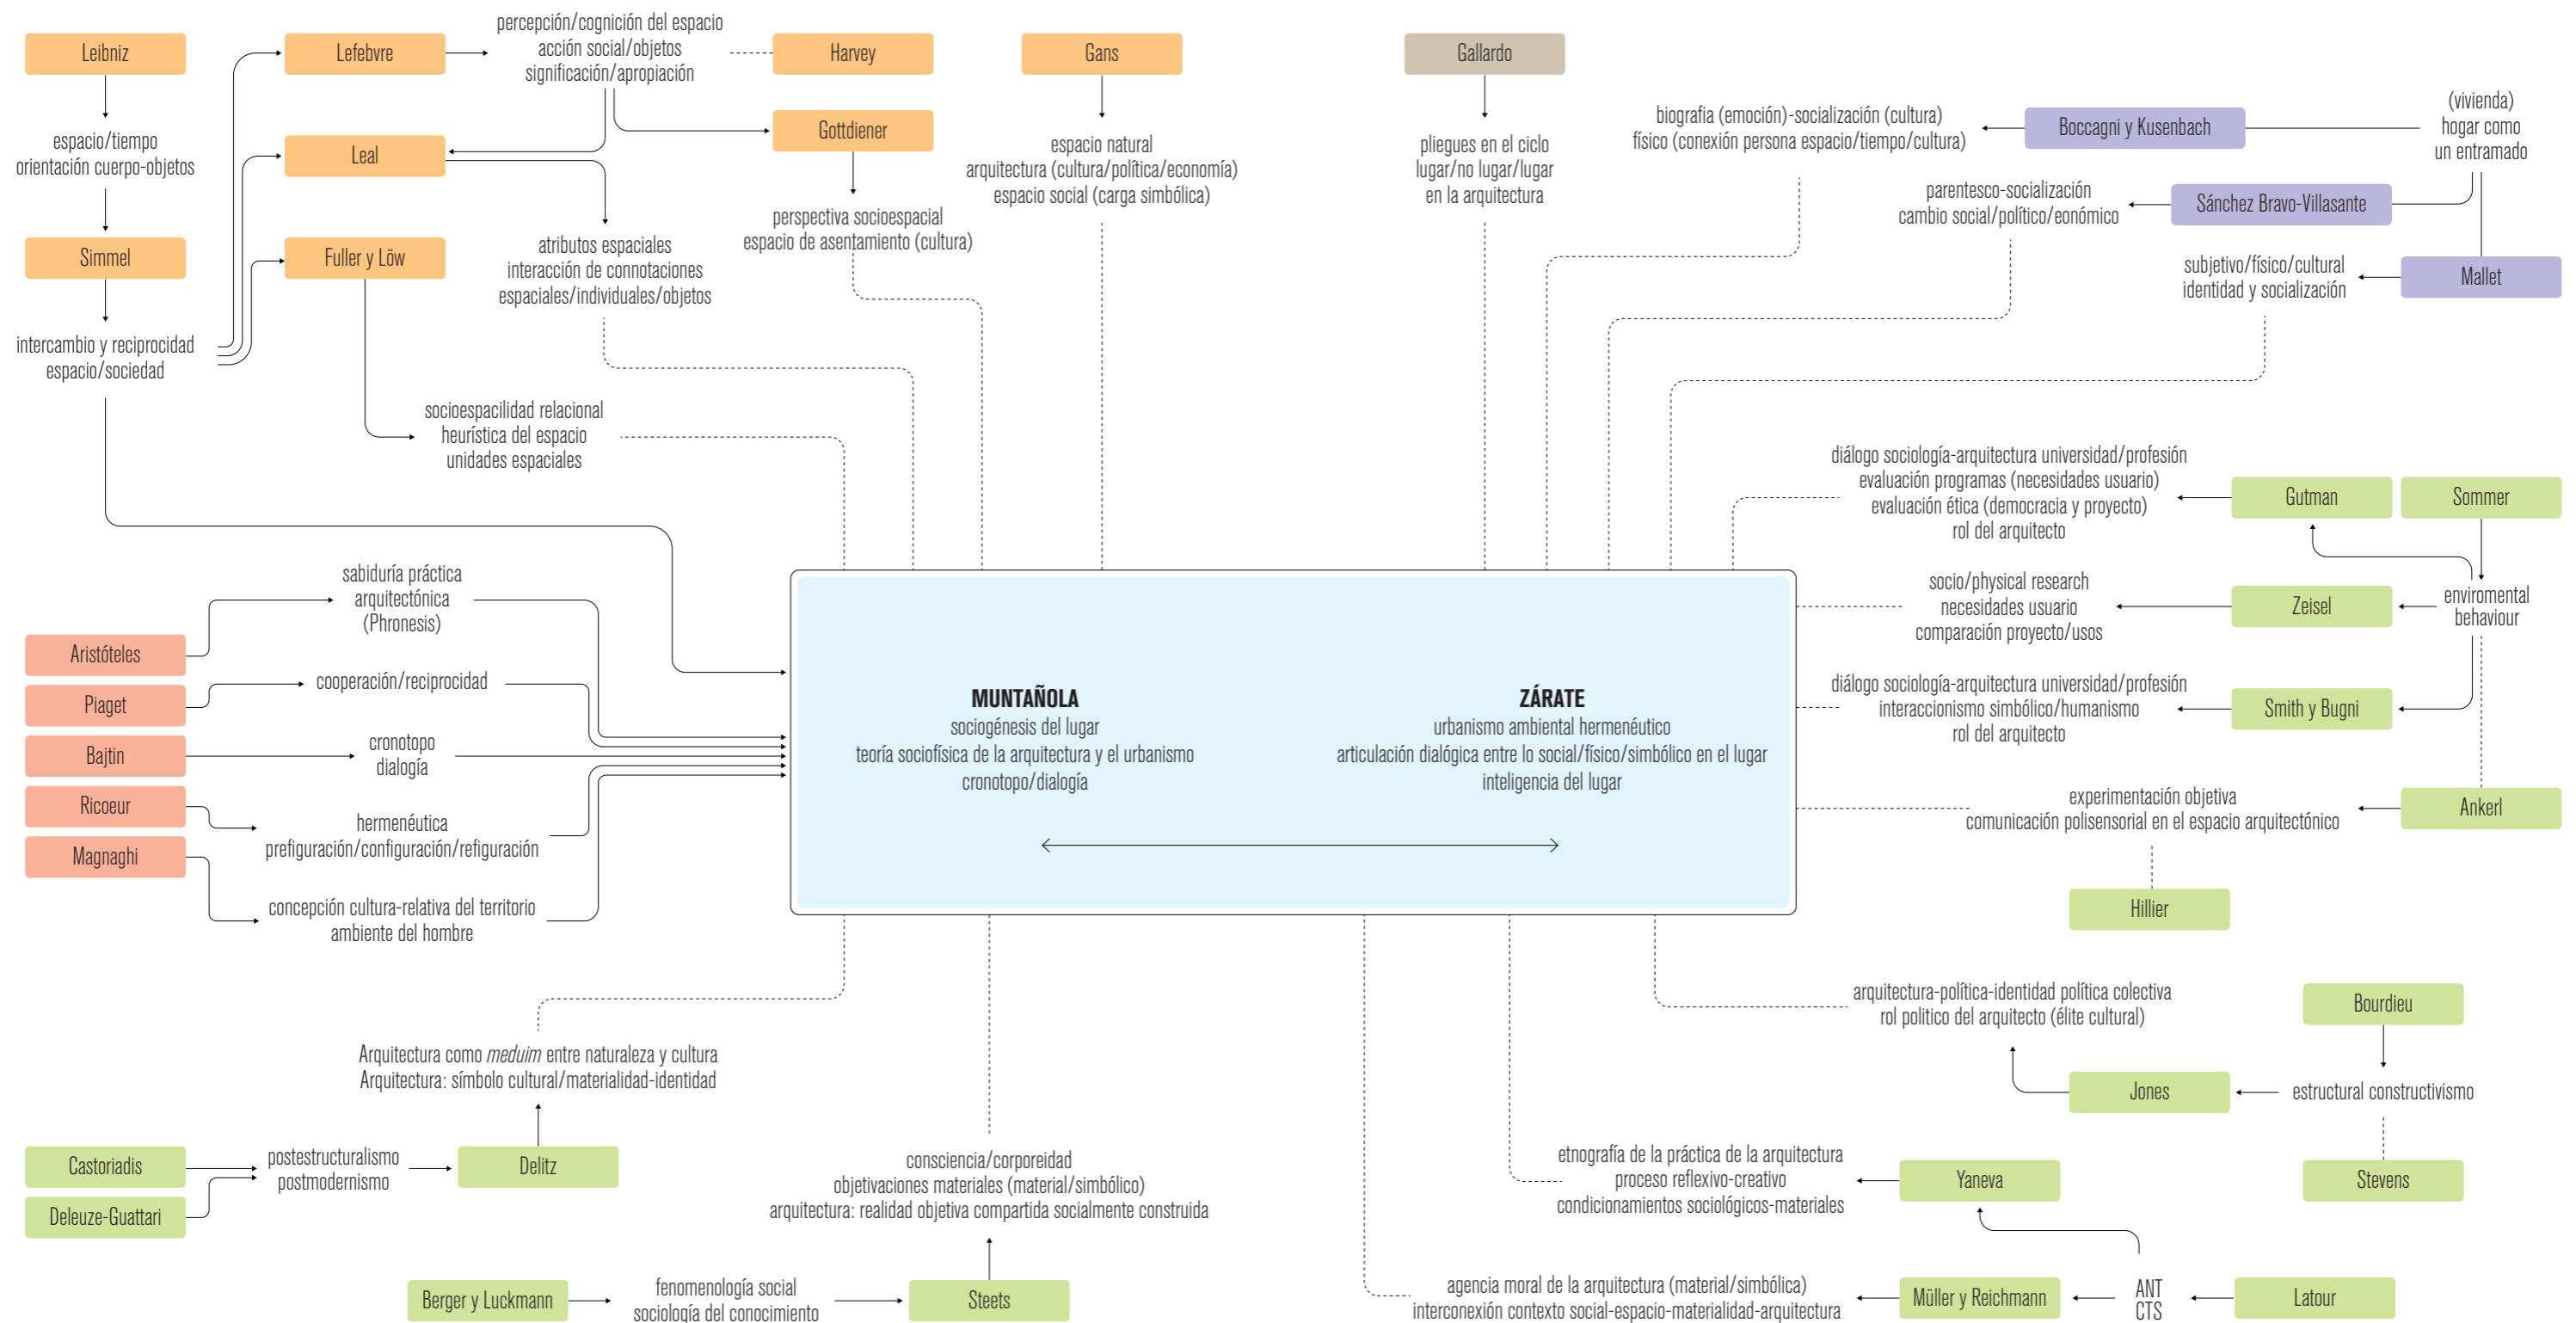 Leibniz
espacio/tiempo
orientación cuerpo-objetos
Simmel
intercambio y reciprocidad
espacio/sociedad
Lefebvre
percepción/cognición del espacio
acción social/objetos
significación/apropiación
Harvey
Leal
Gottdiener
perspectiva socioespacial
espacio de asentamiento (cultura)
Fuller y Löw
atributos espaciales
interacción de connotaciones
espaciales/individuales/objetos
socioespacilidad relacional
heurística del espacio
unidades espaciales
Gans
espacio natural
arquitectura (cultura/política/economía)
espacio social (carga simbólica)
Gallardo
pliegues en el ciclo
lugar/no lugar/lugar
en la arquitectura
biografia (emoción)-socialización (cultura)
físico (conexión persona espacio/tiempo/cultura)
Boccagni y Kusenbach
(vivienda)
hogar como
un entramado
parentesco-socialización
cambio social/político/eonómico
Sánchez Bravo-Villasante
subjetivo/físico/cultural
identidad y socialización
Mallet
diálogo sociología-arquitectura universidad/profesión
evaluación programas (necesidades usuario)
evaluación ética (democracia y proyecto)
rol del arquitecto
Gutman
Sommer
socio/physical research
necesidades usuario
comparación proyecto/usos
Zeisel
enviromental
behaviour
diálogo sociología-arquitectura universidad/profesión
interaccionismo simbólico/humanismo
rol del arquitecto
Smith y Bugni
experimentación objetiva
comunicación polisensorial en el espacio arquitectónico
Ankerl
Hillier
Aristóteles
sabiduría práctica
arquitectónica
(Phronesis)
Piaget
cooperación/reciprocidad
Bajtin
cronotopo
dialogía
Ricoeur
hermenéutica
prefiguración/configuración/refiguración
Magnaghi
concepción cultura-relativa del territorio
ambiente del hombre
MUNTAÑOLA
sociogénesis del lugar
teoría sociofísica de la arquitectura y el urbanismo
cronotopo/dialogía
ZÁRATE
urbanismo ambiental hermenéutico
articulación dialógica entre lo social/físico/simbólico en el lugar
inteligencia del lugar
Arquitectura como meduim entre naturaleza y cultura
Arquitectura: símbolo cultural/materialidad-identidad
Castoriadis
Deleuze-Guattari
postestructuralismo
postmodernismo
Delitz
consciencia/corporeidad
objetivaciones materiales (material/simbólico)
arquitectura: realidad objetiva compartida socialmente construida
Berger y Luckmann
fenomenología social
sociología del conocimiento
Steets
arquitectura-política-identidad política colectiva
rol politico del arquitecto (élite cultural)
Bourdieu
Jones
estructural constructivismo
Stevens
etnografía de la práctica de la arquitectura
proceso reflexivo-creativo
condicionamientos sociológicos-materiales
Yaneva
agencia moral de la arquitectura (material/simbólica)
interconexión contexto social-espacio-materialidad-arquitectura
Müller y Reichmann
ANT
CTS
Latour